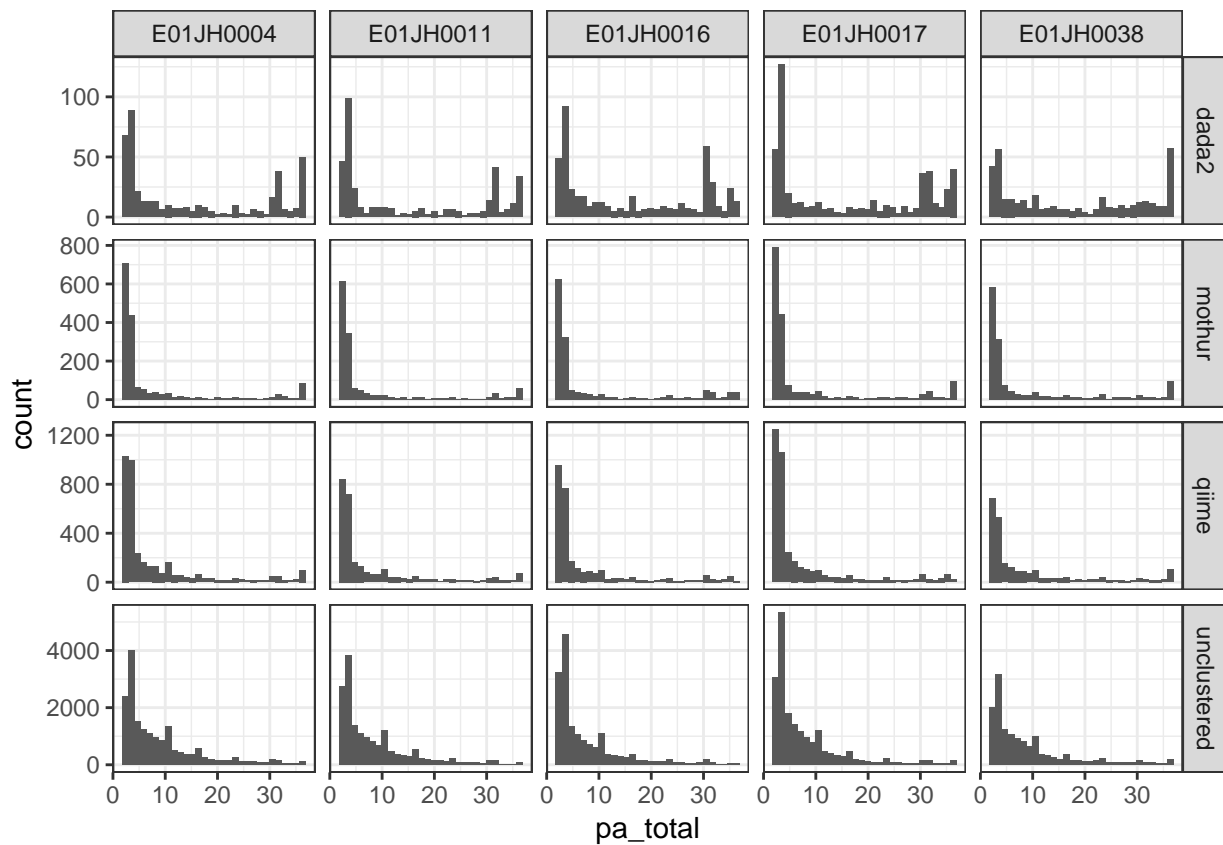 E01JH0004 E01JH0011 E01JH0016 E01JH0017 E01JH0038
100
50
0
dada2
800
600
400
200
0
mothur
1200
800
400
0
qiime
4000
2000
0
unclustered
count
0 10 20 30 0 10 20 30 0 10 20 30 0 10 20 30 0 10 20 30
pa_total